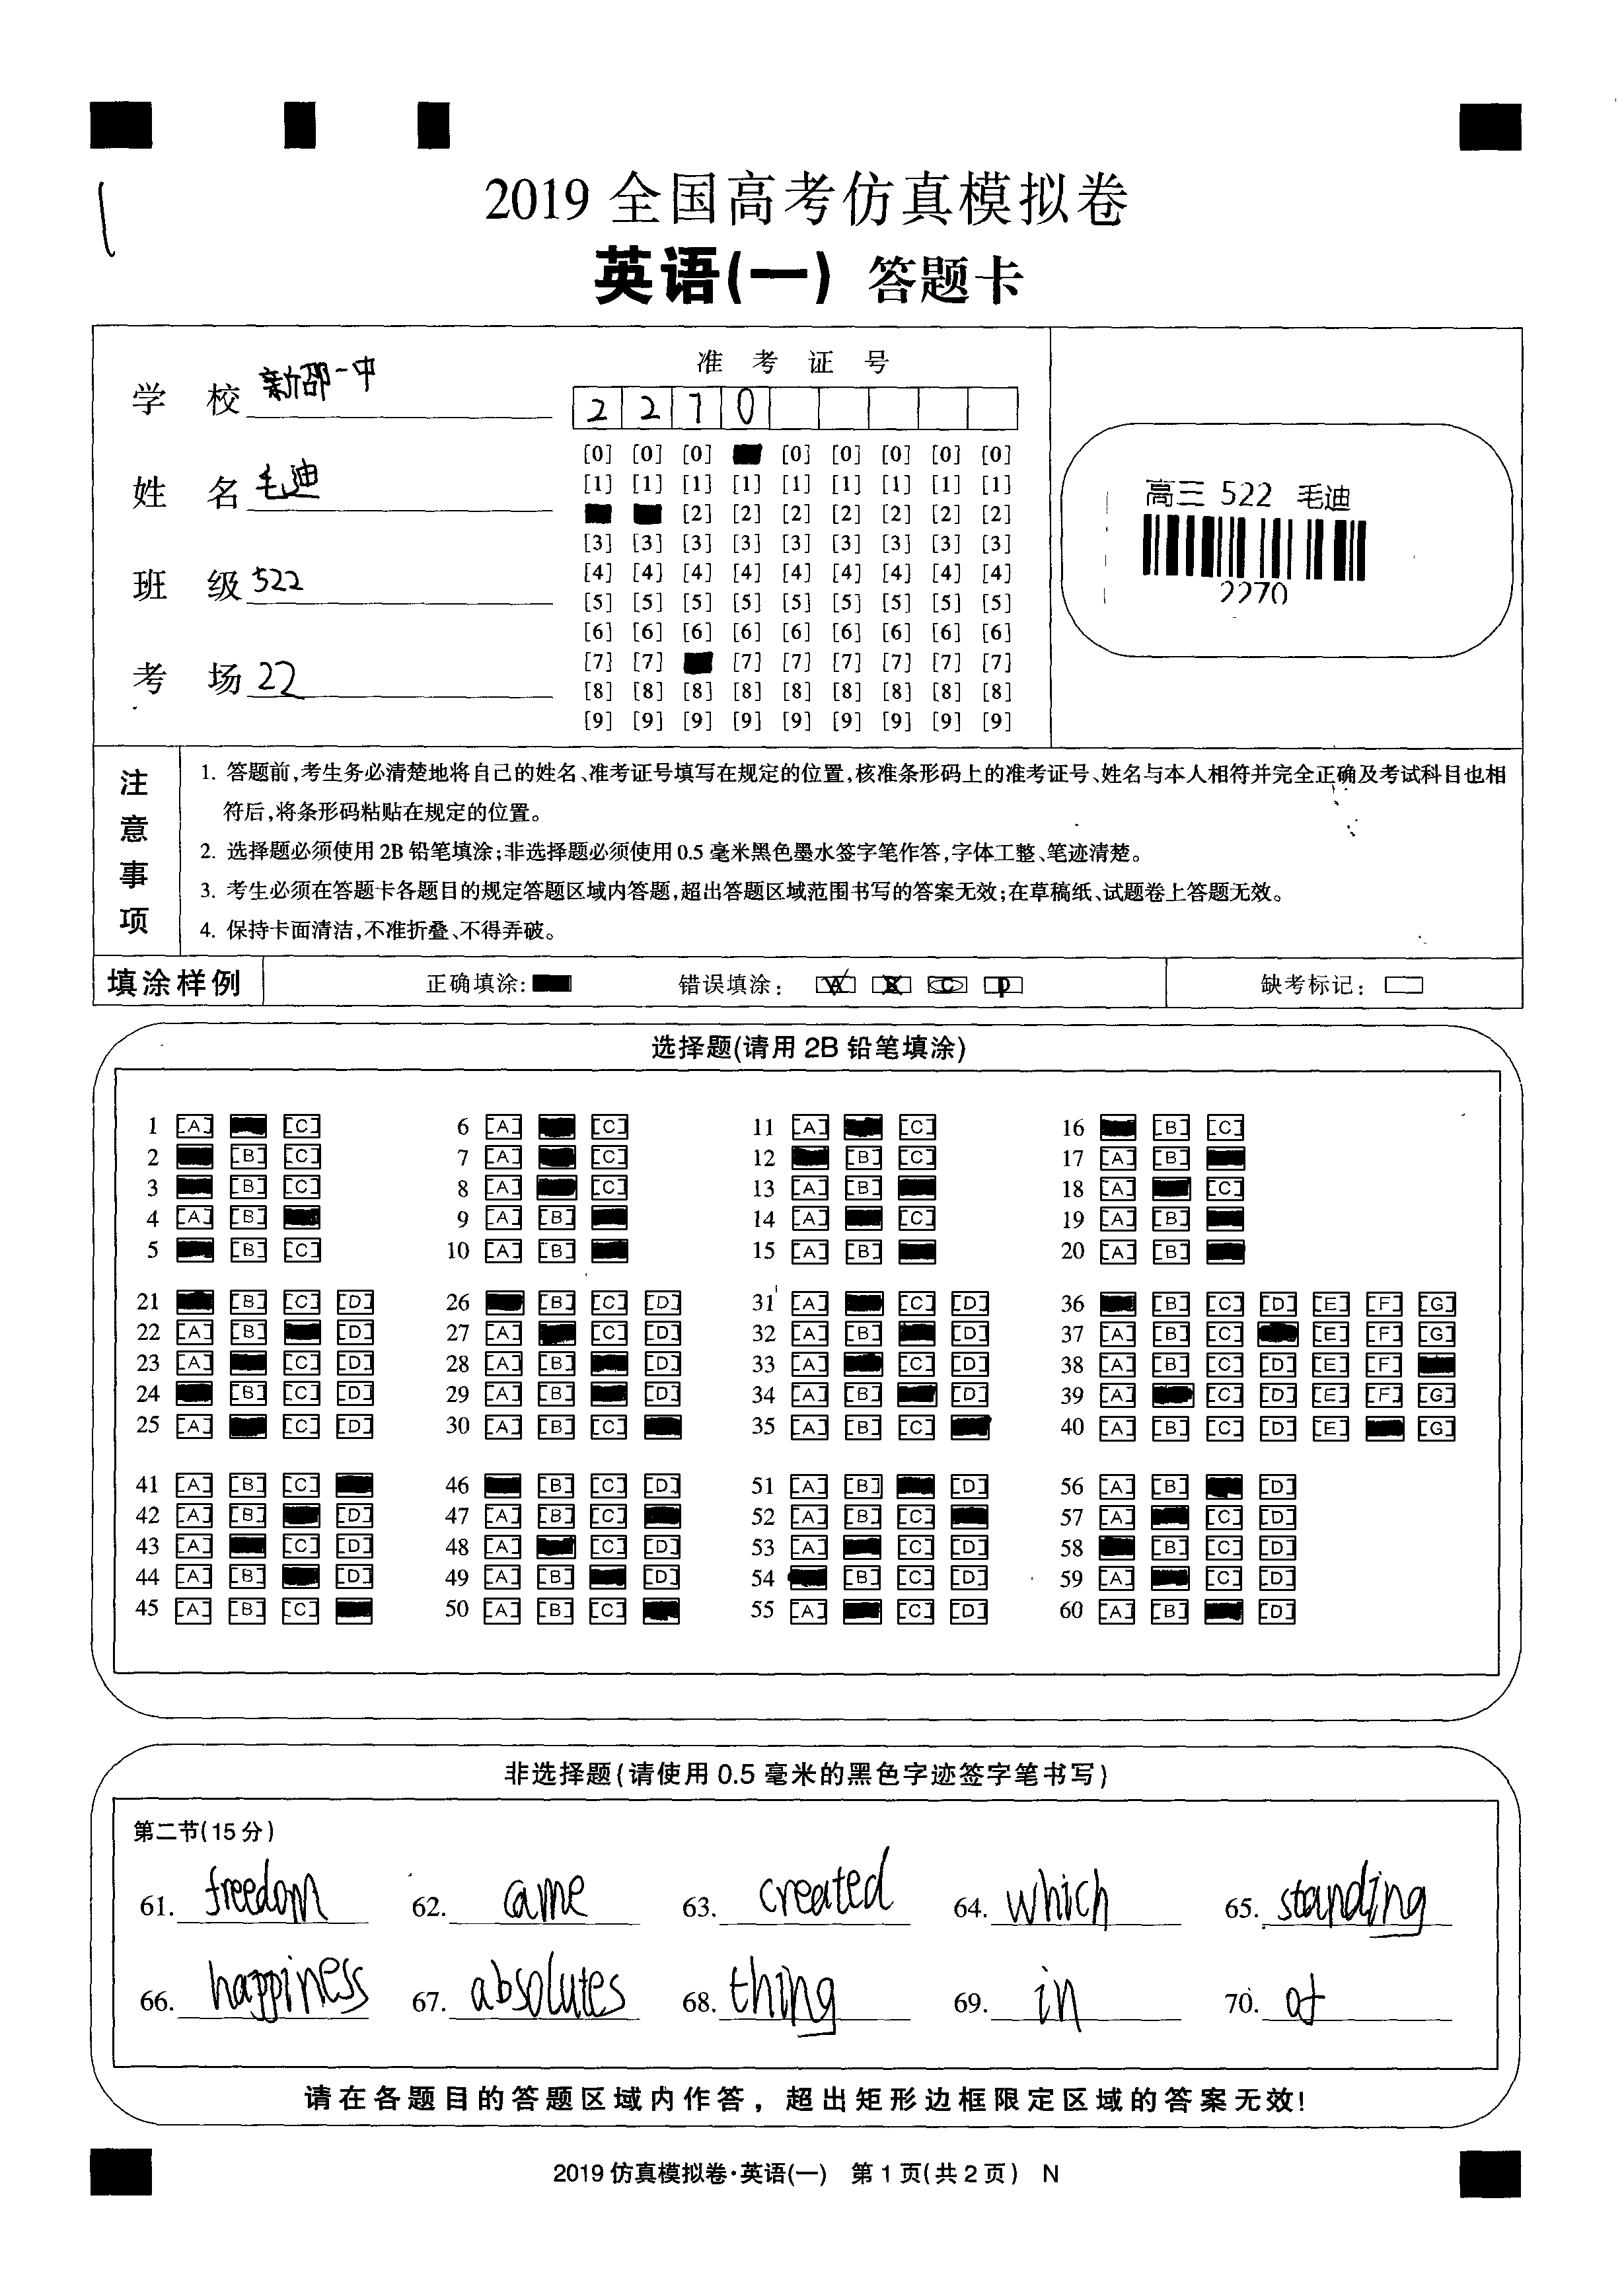 2019 全国高考仿真模拟卷
英语(一) 答题卡
学 校 新邵一中
姓 名 毛迪
班 级 522
考 场 22
准 考 证 号
2 2 7 0
[0] [0] [0] [0] [0] [0] [0] [0]
[1] [1] [1] [1] [1] [1] [1] [1] [1]
[2] [2] [2] [2] [2] [2] [2]
[3] [3] [3] [3] [3] [3] [3] [3] [3]
[4] [4] [4] [4] [4] [4] [4] [4] [4]
[5] [5] [5] [5] [5] [5] [5] [5] [5]
[6] [6] [6] [6] [6] [6] [6] [6] [6]
[7] [7] [7] [7] [7] [7] [7] [7]
[8] [8] [8] [8] [8] [8] [8] [8] [8]
[9] [9] [9] [9] [9] [9] [9] [9] [9]
高三 522 毛迪
2270
注意事项
1. 答题前,考生务必清楚地将自己的姓名、准考证号填写在规定的位置,核准条形码上的准考证号、姓名与本人相符并完全正确及考试科目也相
符后,将条形码粘贴在规定的位置。
2. 选择题必须使用2B铅笔填涂;非选择题必须使用0.5毫米黑色墨水签字笔作答,字体工整、笔迹清楚。
3. 考生必须在答题卡各题目的规定答题区域内答题,超出答题区域范围书写的答案无效;在草稿纸、试题卷上答题无效。
4. 保持卡面清洁,不准折叠、不得弄破。
填涂样例 正确填涂: 错误填涂: A B C D 缺考标记:
选择题(请用2B铅笔填涂)
1 [A] [C] 6 [A] [C] 11 [A] [C] 16 [B] [C]
2 [B] [C] 7 [A] [C] 12 [B] [C] 17 [A] [B]
3 [B] [C] 8 [A] [C] 13 [A] [B] 18 [A] [C]
4 [A] [B] 9 [A] [B] 14 [A] [C] 19 [A] [B]
5 [B] [C] 10 [A] [B] 15 [A] [B] 20 [A] [B]
21 [B] [C] [D] 26 [B] [C] [D] 31 [A] [C] [D] 36 [B] [C] [D] [E] [F] [G]
22 [A] [B] [D] 27 [A] [C] [D] 32 [A] [B] [D] 37 [A] [B] [C] [E] [F] [G]
23 [A] [C] [D] 28 [A] [B] [D] 33 [A] [C] [D] 38 [A] [B] [C] [D] [E] [F]
24 [B] [C] [D] 29 [A] [B] [D] 34 [A] [B] [D] 39 [A] [C] [D] [E] [F] [G]
25 [A] [C] [D] 30 [A] [B] [C] 35 [A] [B] [C] 40 [A] [B] [C] [D] [E] [G]
41 [A] [B] [C] 46 [B] [C] [D] 51 [A] [B] [D] 56 [A] [B] [D]
42 [A] [B] [D] 47 [A] [B] [C] 52 [A] [B] [C] 57 [A] [C] [D]
43 [A] [C] [D] 48 [A] [C] [D] 53 [A] [C] [D] 58 [B] [C] [D]
44 [A] [B] [D] 49 [A] [B] [D] 54 [B] [C] [D] 59 [A] [C] [D]
45 [A] [B] [C] 50 [A] [B] [C] 55 [A] [C] [D] 60 [A] [B] [D]
非选择题(请使用0.5毫米的黑色字迹签字笔书写)
第二节(15分)
61. freedom 62. came 63. created 64. which 65. standing
66. happiness 67. absolutes 68. thing 69. in 70. at
请在各题目的答题区域内作答，超出矩形边框限定区域的答案无效!
2019仿真模拟卷·英语(一) 第1页(共2页) N